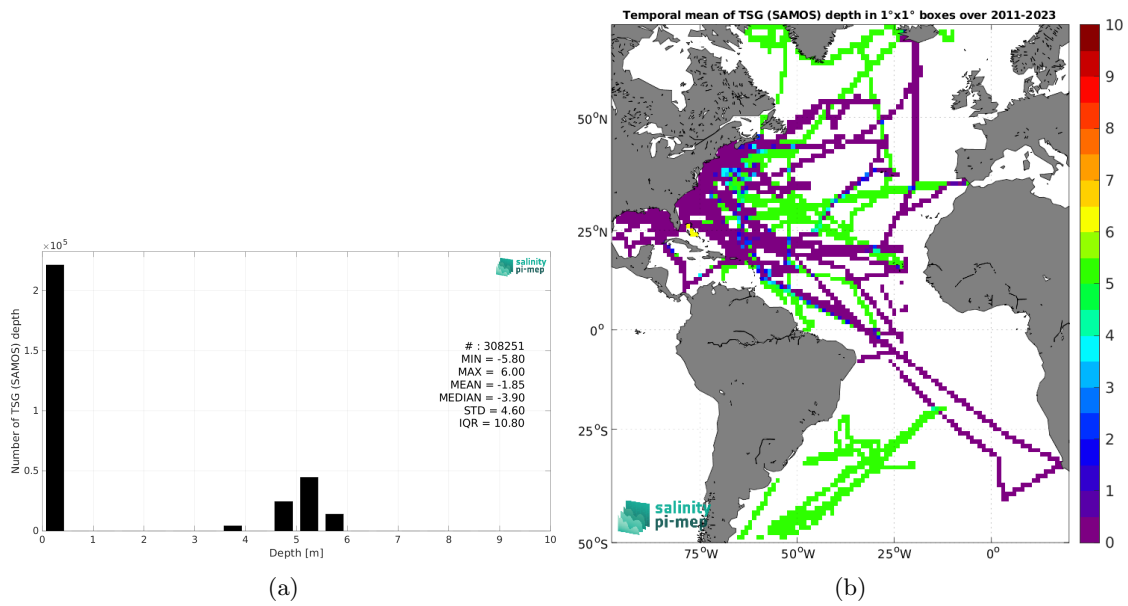 Temporal mean of TSG (SAMOS) depth in 1°x1° boxes over 2011-2023
×10⁵
salinity
pi-mep
# : 308251
MIN = -5.80
MAX = 6.00
MEAN = -1.85
MEDIAN = -3.90
STD = 4.60
IQR = 10.80
Number of TSG (SAMOS) depth
2
1.5
1
0.5
0
0 1 2 3 4 5 6 7 8 9 10
Depth [m]
(a)
50°N
25°N
0°
25°S
50°S
75°W 50°W 25°W 0°
salinity
pi-mep
10
9
8
7
6
5
4
3
2
1
0
(b)